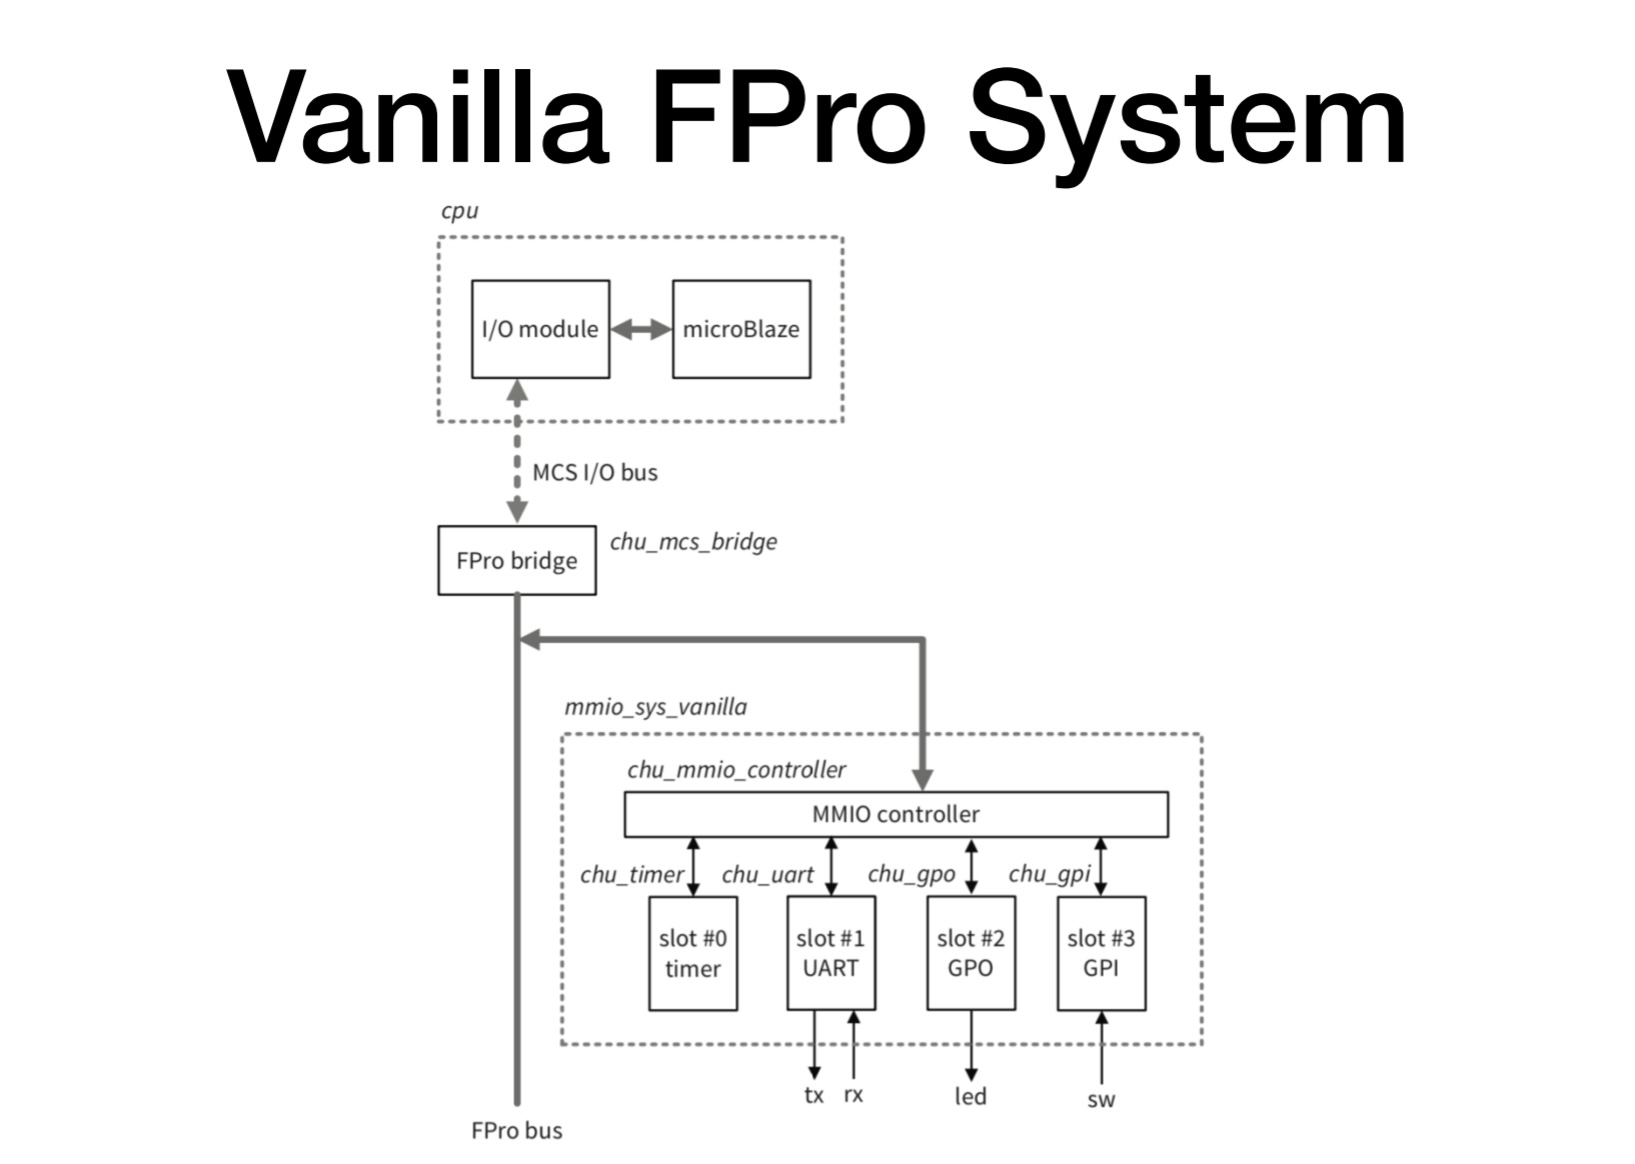 Vanilla FPro System
cpu
I/O module
microBlaze
MCS I/O bus
FPro bridge
chu_mcs_bridge
mmio_sys_vanilla
chu_mmio_controller
MMIO controller
chu_timer
chu_uart
chu_gpo
chu_gpi
slot #0
timer
slot #1
UART
slot #2
GPO
slot #3
GPI
tx
rx
led
sw
FPro bus